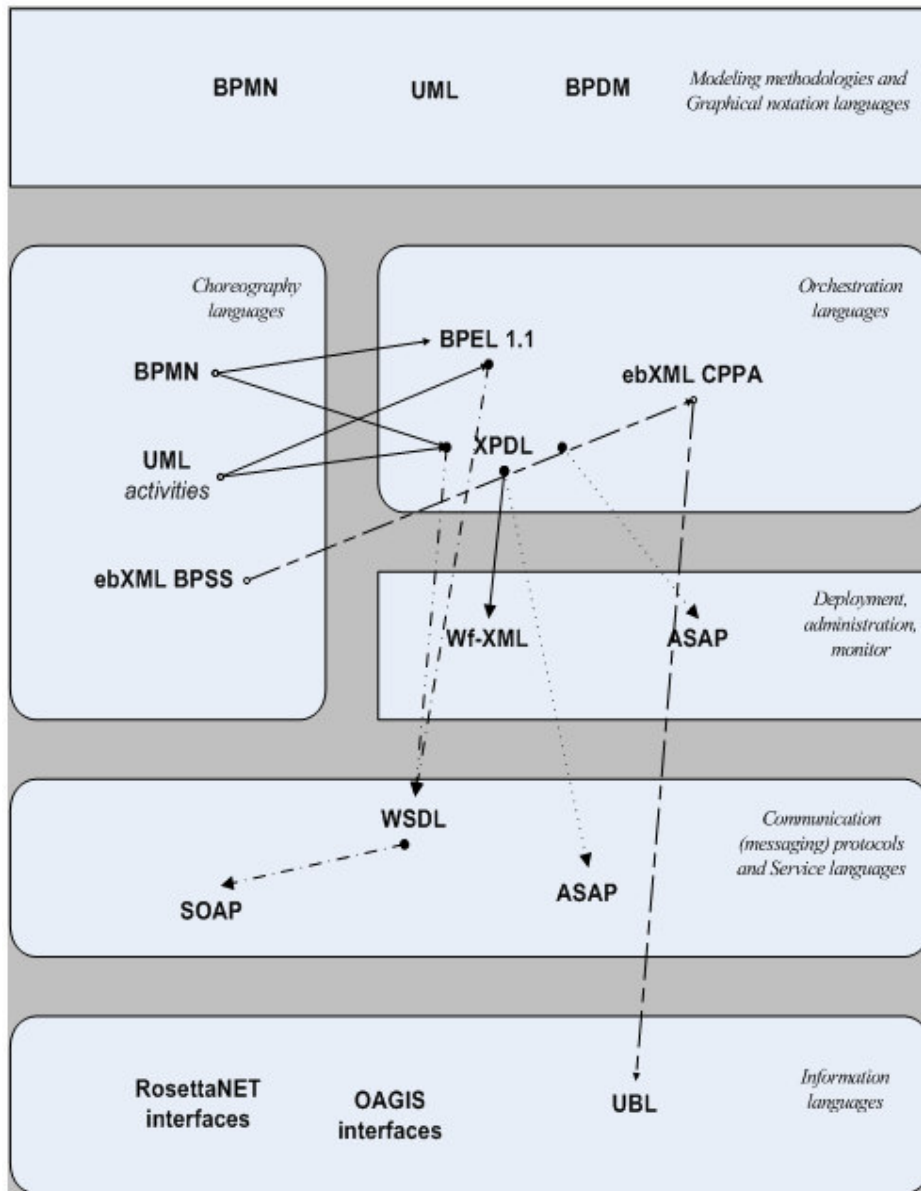 BPMN
UML
BPDM
Modeling methodologies and
Graphical notation languages
Choreography
languages
BPMN
UML
activities
ebXML BPSS
Orchestration
languages
BPEL 1.1
ebXML CPPA
XPDL
Deployment,
administration,
monitor
Wf-XML
ASAP
WSDL
Communication
(messaging) protocols
and Service languages
SOAP
ASAP
RosettaNET
interfaces
OAGIS
interfaces
UBL
Information
languages